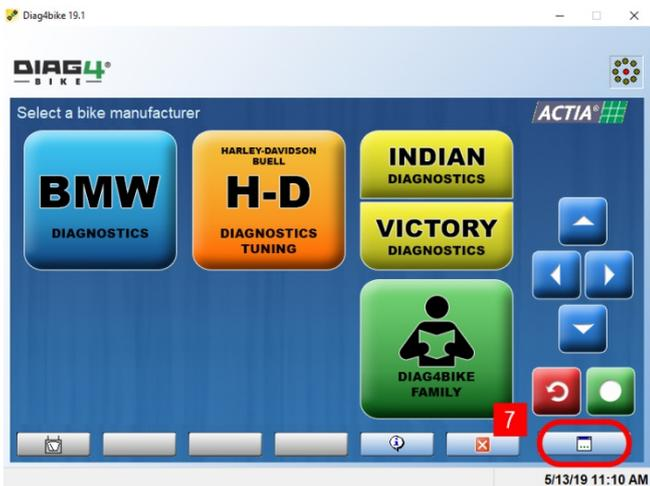 Diag4bike 19.1
DIAG4®
BIKE
Select a bike manufacturer
ACTIA®
BMW
DIAGNOSTICS
HARLEY-DAVIDSON
BUELL
H-D
DIAGNOSTICS
TUNING
INDIAN
DIAGNOSTICS
VICTORY
DIAGNOSTICS
DIAG4BIKE
FAMILY
7
5/13/19 11:10 AM